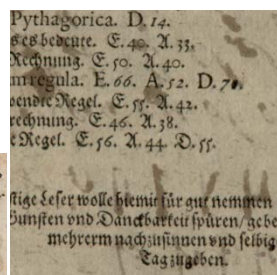 Pythagorica. D. 14.
es bedeute. E. 40. A. 33.
Rechnung. E. 50. A. 40.
regula. E. 66. A. 52. D. 71.
Regel. E. 55. A. 42.
rechnung. E. 46. A. 38.
e Regel. E. 56. A. 44. D. 55.
stige Leser wolle hiemit für gut nemmen
Gunsten vnd Danckbarkeit spüren/ gebe
mehrerm nachzusinnen vnd selbig
Tag zugeben.